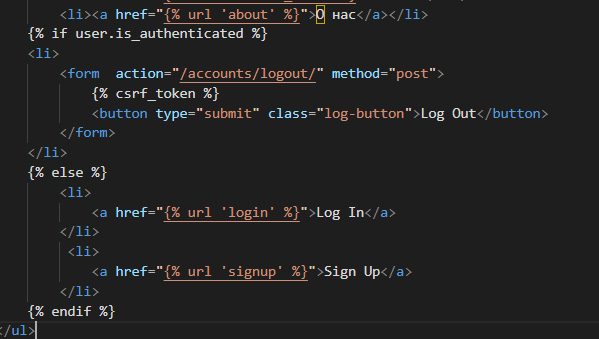 <li><a href="{% url 'about' %}">О нас</a></li>
{% if user.is_authenticated %}
<li>
<form  action="/accounts/logout/" method="post">
{% csrf_token %}
<button type="submit" class="log-button">Log Out</button>
</form>
</li>
{% else %}
<li>
<a href="{% url 'login' %}">Log In</a>
</li>
<li>
<a href="{% url 'signup' %}">Sign Up</a>
</li>
{% endif %}
</ul>